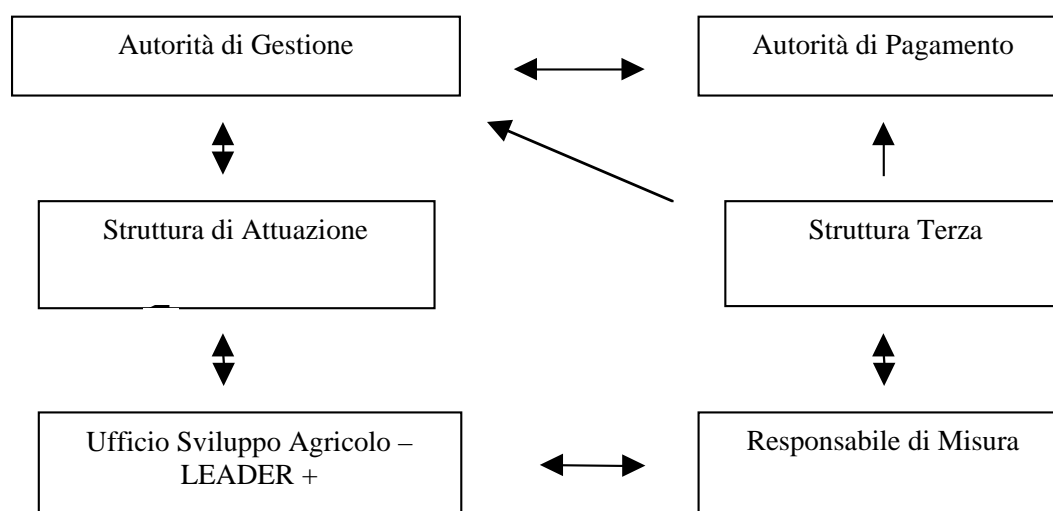 Autorità di Gestione
Autorità di Pagamento
Struttura di Attuazione
Struttura Terza
Ufficio Sviluppo Agricolo –
LEADER +
Responsabile di Misura